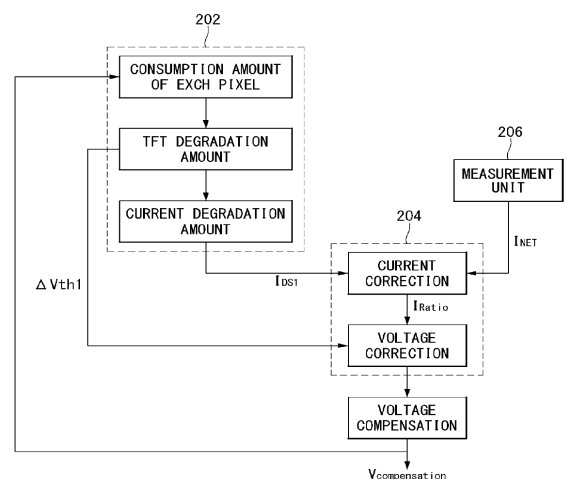 202
CONSUMPTION AMOUNT
OF EXCH PIXEL
TFT DEGRADATION
AMOUNT
CURRENT DEGRADATION
AMOUNT
206
MEASUREMENT
UNIT
204
INET
CURRENT
CORRECTION
IDS1
IRatio
Δ Vth1
VOLTAGE
CORRECTION
VOLTAGE
COMPENSATION
Vcompensation